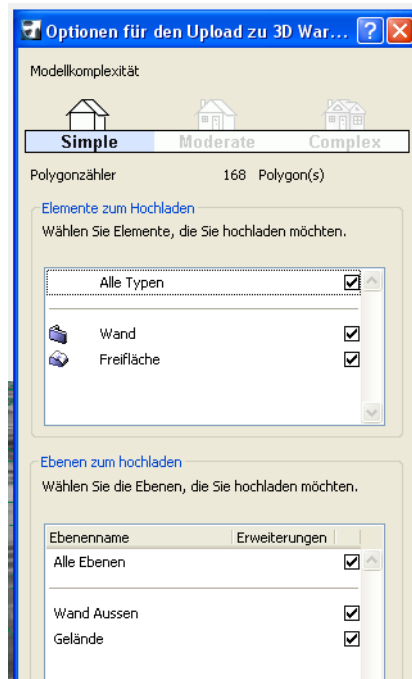 Optionen für den Upload zu 3D War...
Modellkomplexität
Simple Moderate Complex
Polygonzähler 168 Polygon(s)
Elemente zum Hochladen
Wählen Sie Elemente, die Sie hochladen möchten.
Alle Typen
Wand
Freifläche
Ebenen zum hochladen
Wählen Sie die Ebenen, die Sie hochladen möchten.
Ebenenname Erweiterungen
Alle Ebenen
Wand Aussen
Gelände